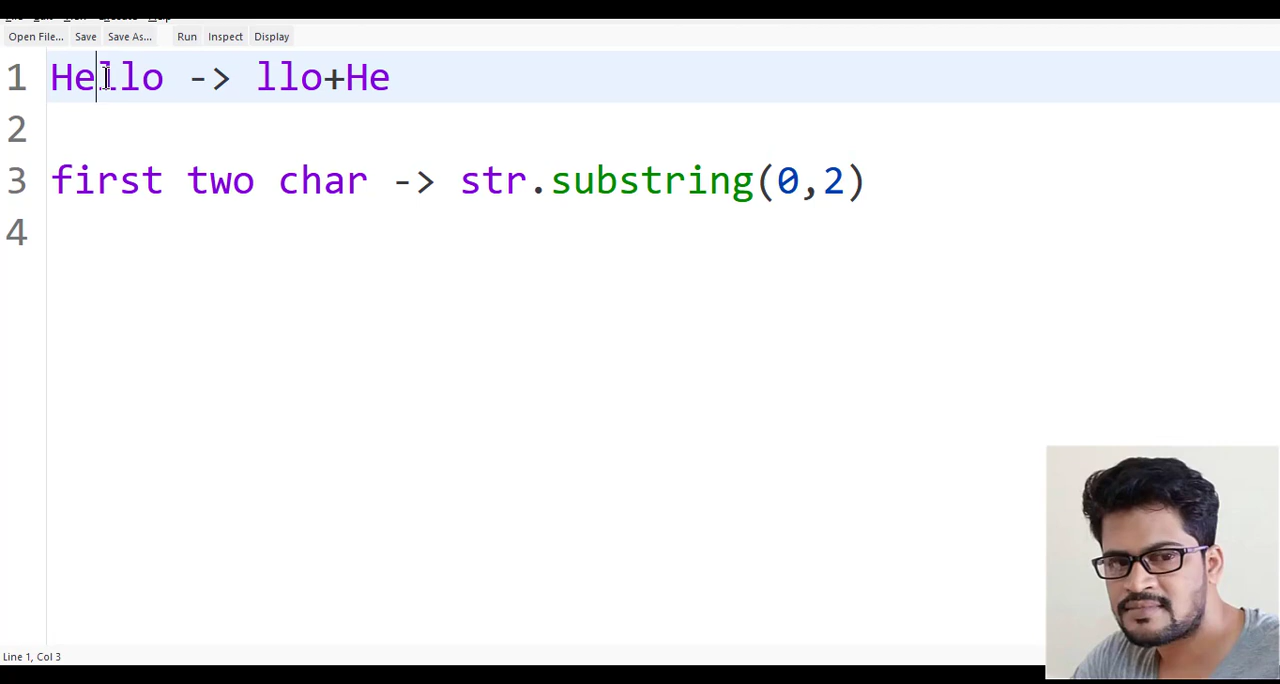 Open File... Save Save As... Run Inspect Display
1 Hello -> llo+He
2
3 first two char -> str.substring(0,2)
4
Line 1, Col 3